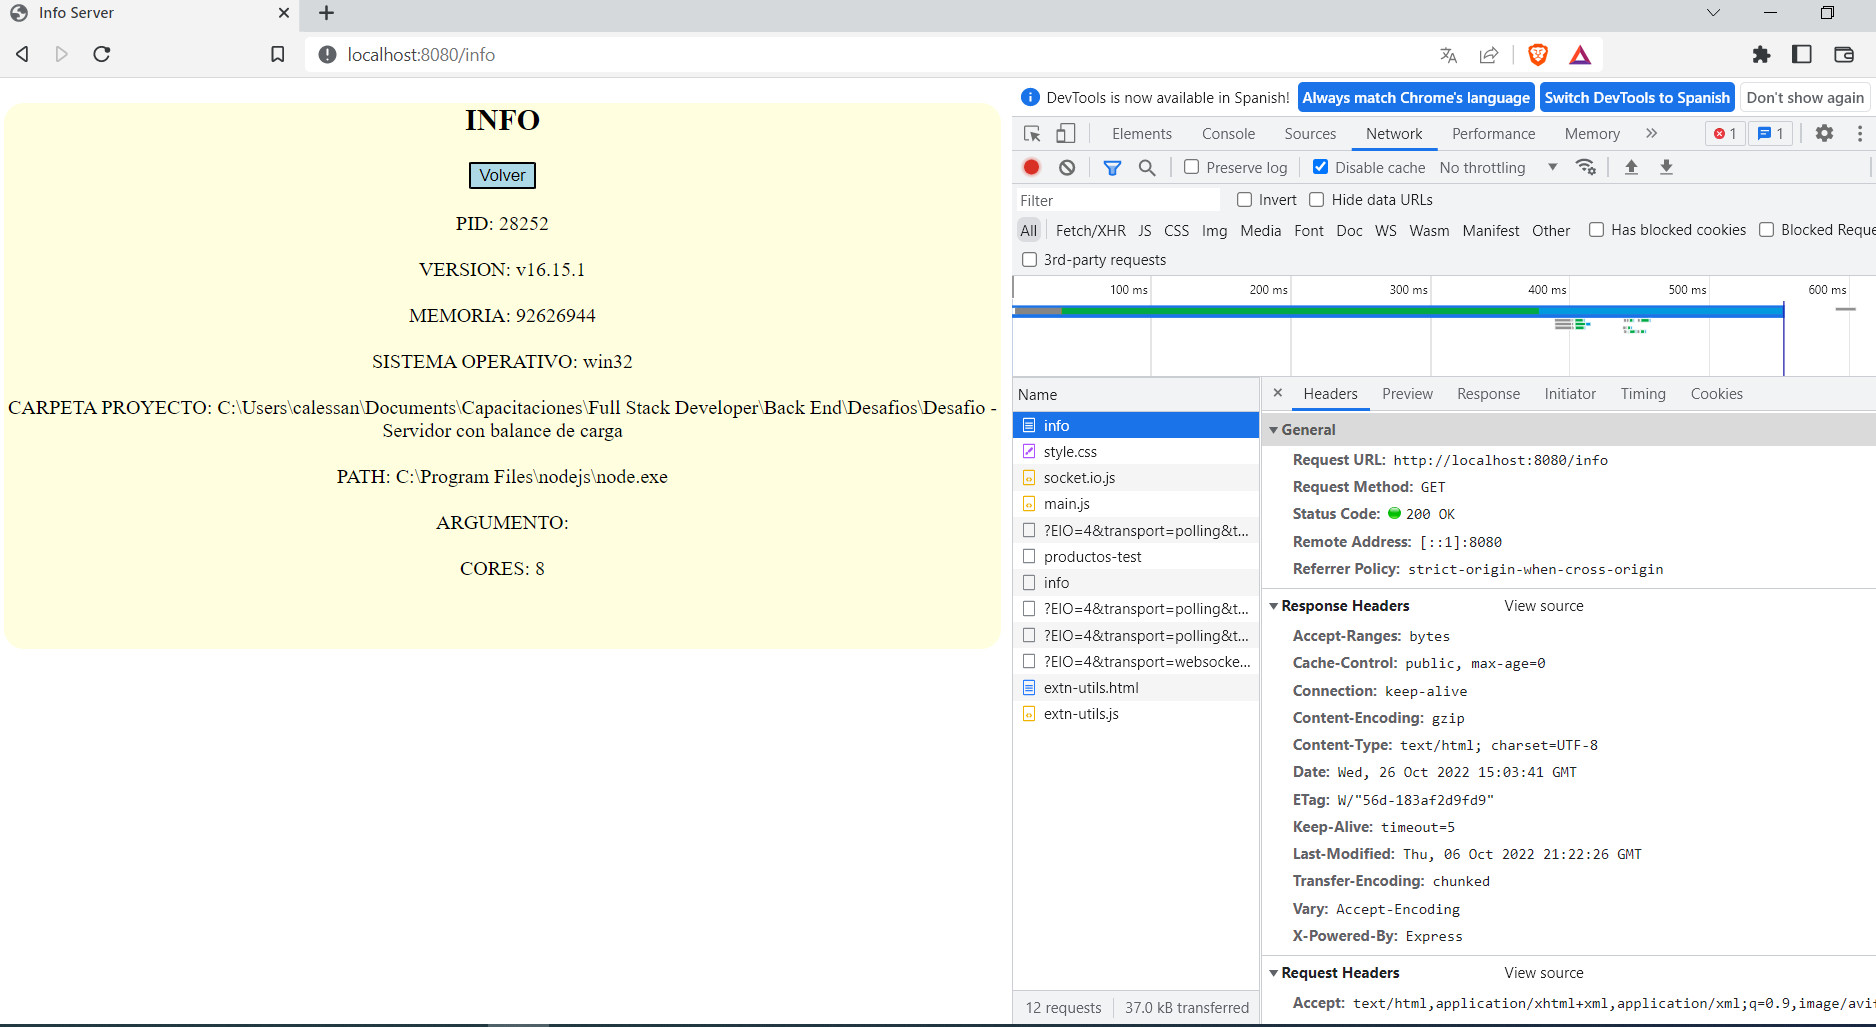 Info Server
localhost:8080/info
INFO
Volver
PID: 28252
VERSION: v16.15.1
MEMORIA: 92626944
SISTEMA OPERATIVO: win32
CARPETA PROYECTO: C:\Users\calessan\Documents\Capacitaciones\Full Stack Developer\Back End\Desafios\Desafio -
Servidor con balance de carga
PATH: C:\Program Files\nodejs\node.exe
ARGUMENTO:
CORES: 8
DevTools is now available in Spanish! Always match Chrome's language Switch DevTools to Spanish Don't show again
Elements Console Sources Network Performance Memory 1 1
Preserve log Disable cache No throttling
Filter Invert Hide data URLs
All Fetch/XHR JS CSS Img Media Font Doc WS Wasm Manifest Other Has blocked cookies Blocked Reque
3rd-party requests
100 ms 200 ms 300 ms 400 ms 500 ms 600 ms
Name
info
style.css
socket.io.js
main.js
?EIO=4&transport=polling&t...
productos-test
info
?EIO=4&transport=polling&t...
?EIO=4&transport=polling&t...
?EIO=4&transport=websocke...
extn-utils.html
extn-utils.js
12 requests 37.0 kB transferred
Headers Preview Response Initiator Timing Cookies
General
Request URL: http://localhost:8080/info
Request Method: GET
Status Code: 200 OK
Remote Address: [::1]:8080
Referrer Policy: strict-origin-when-cross-origin
Response Headers View source
Accept-Ranges: bytes
Cache-Control: public, max-age=0
Connection: keep-alive
Content-Encoding: gzip
Content-Type: text/html; charset=UTF-8
Date: Wed, 26 Oct 2022 15:03:41 GMT
ETag: W/"56d-183af2d9fd9"
Keep-Alive: timeout=5
Last-Modified: Thu, 06 Oct 2022 21:22:26 GMT
Transfer-Encoding: chunked
Vary: Accept-Encoding
X-Powered-By: Express
Request Headers View source
Accept: text/html,application/xhtml+xml,application/xml;q=0.9,image/avi